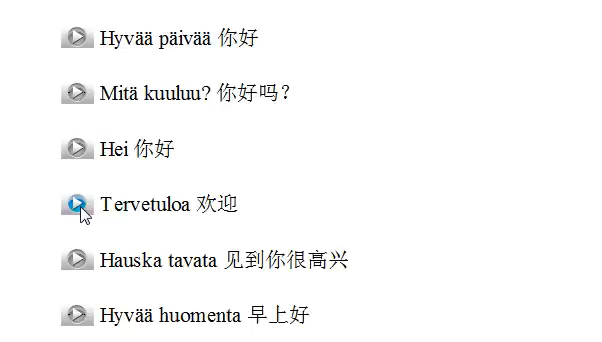 Hyvää päivää 你好
Mitä kuuluu? 你好吗？
Hei 你好
Tervetuloa 欢迎
Hauska tavata 见到你很高兴
Hyvää huomenta 早上好